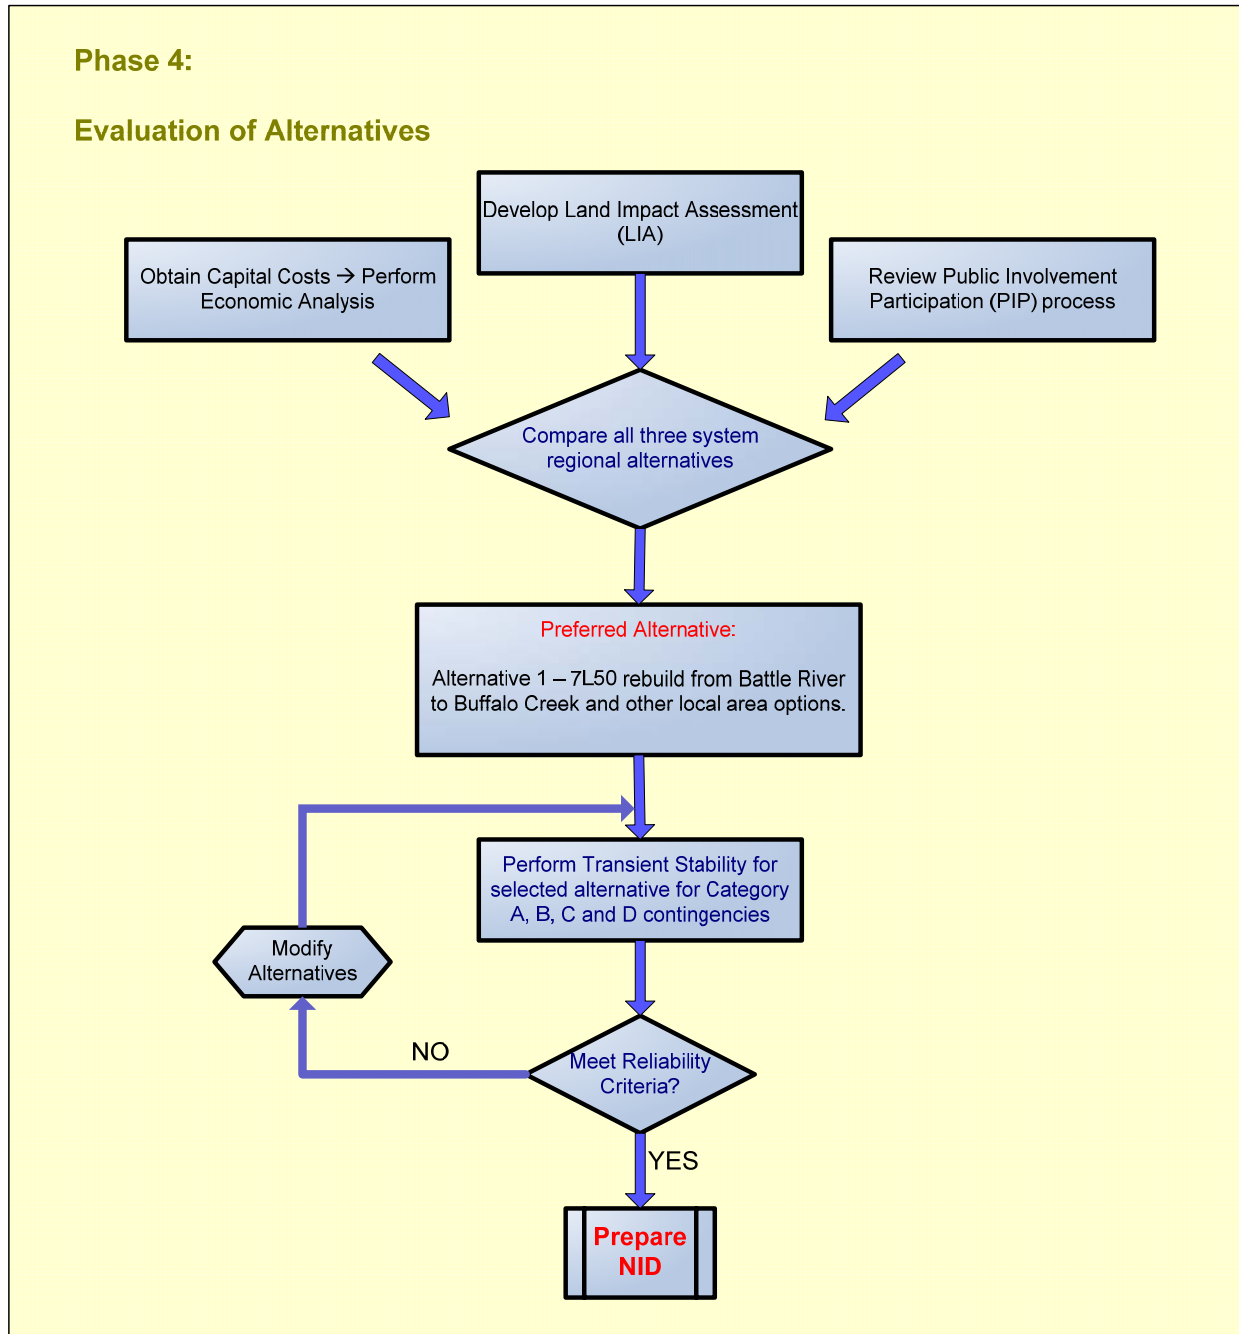 Phase 4:
Evaluation of Alternatives
Develop Land Impact Assessment
(LIA)
Obtain Capital Costs → Perform
Economic Analysis
Review Public Involvement
Participation (PIP) process
Compare all three system
regional alternatives
Preferred Alternative:
Alternative 1 – 7L50 rebuild from Battle River
to Buffalo Creek and other local area options.
Perform Transient Stability for
selected alternative for Category
A, B, C and D contingencies
Modify
Alternatives
NO
Meet Reliability
Criteria?
YES
Prepare
NID